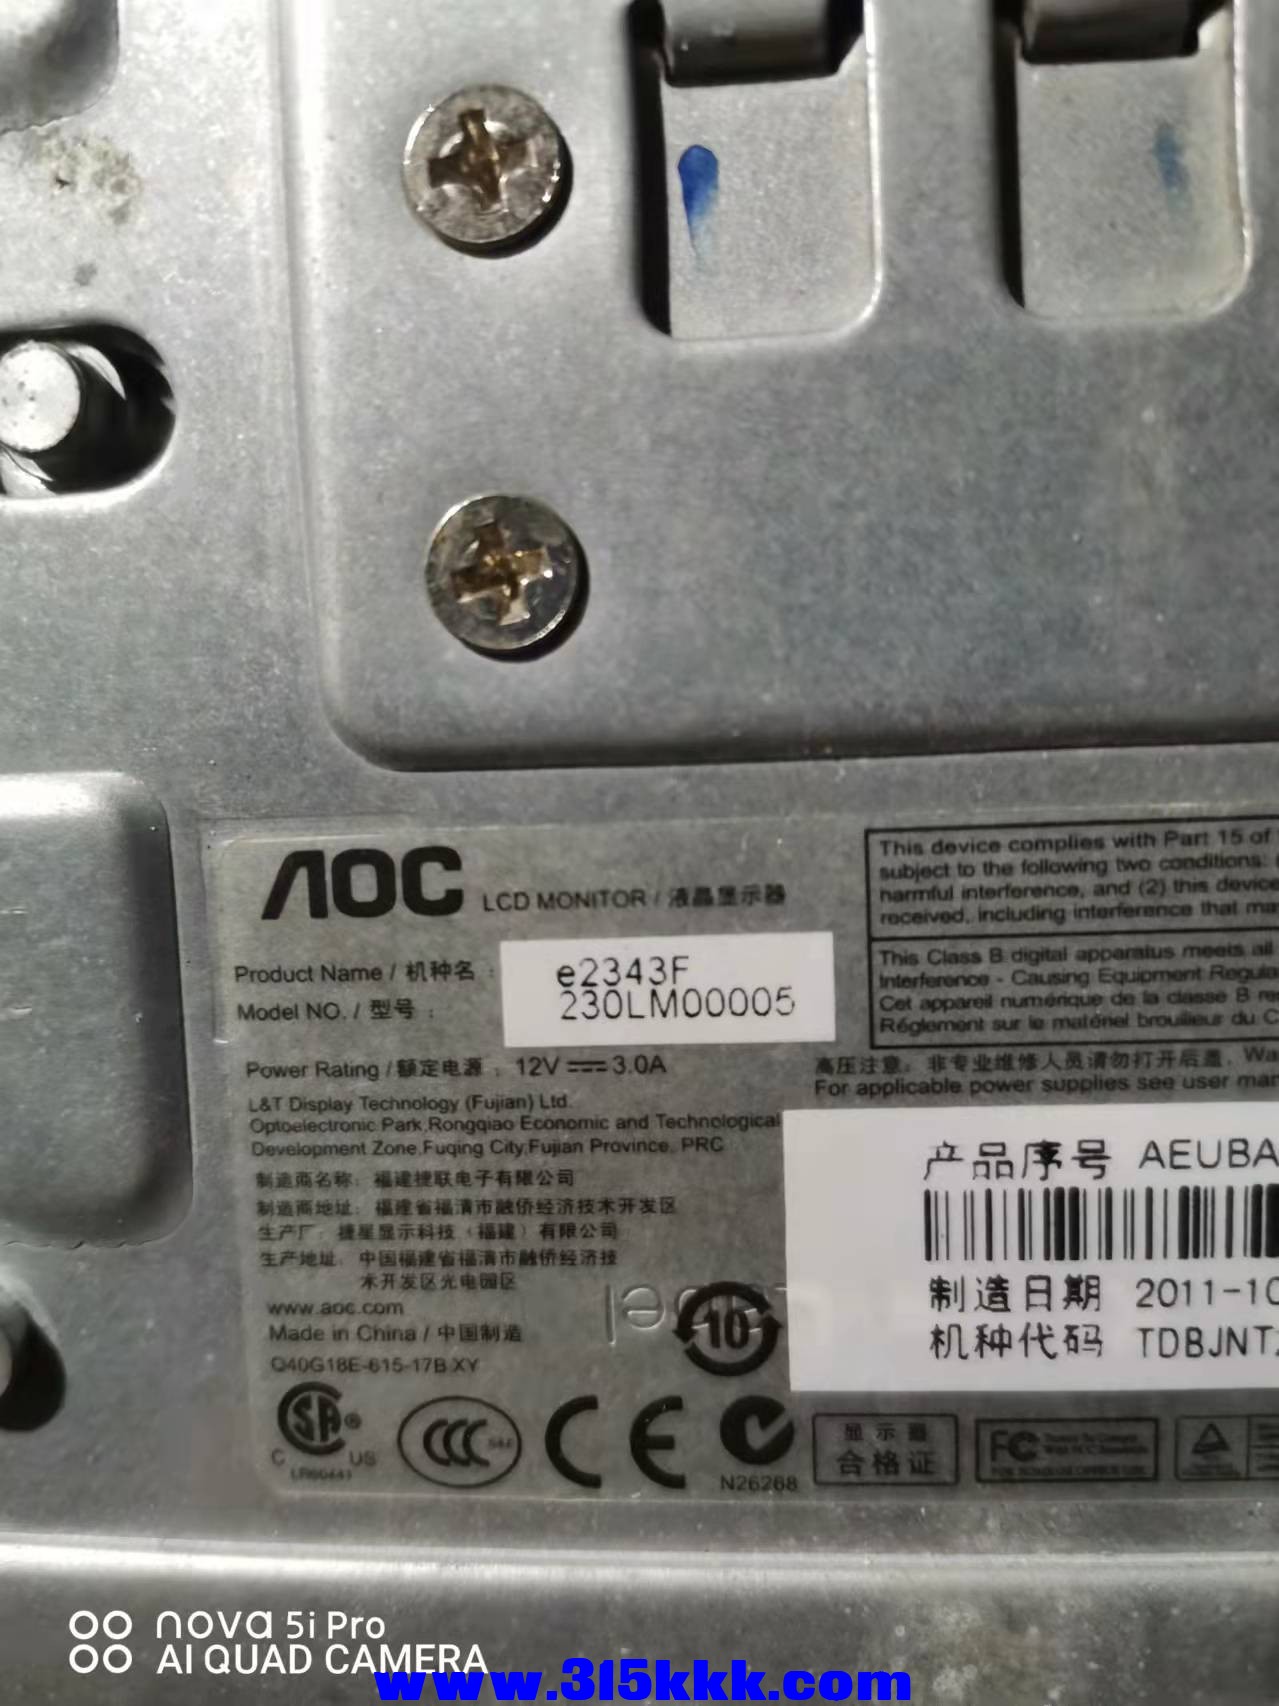 AOC LCD MONITOR / 液晶显示器
Product Name / 机种名 : e2343F
Model NO. / 型号 : 230LM00005
Power Rating / 额定电源 : 12V 3.0A
L&T Display Technology (Fujian) Ltd.
Optoelectronic Park,Rongqiao Economic and Technological
Development Zone,Fuqing City,Fujian Province, PRC
制造商名称: 福建捷联电子有限公司
制造商地址: 福建省福清市融侨经济技术开发区
生产厂: 捷星显示科技(福建)有限公司
生产地址: 中国福建省福清市融侨经济技
术开发区光电园区
www.aoc.com
Made in China / 中国制造
Q40G18E-615-17B XY
This device complies with Part 15 of
subject to the following two conditions:
harmful interference, and (2) this device
received, including interference that
This Class B digital apparatus meets all
Interference - Causing Equipment
Cet appareil numérique de la classe B
Réglement sur le matériel brouilleur du
高压注意: 非专业维修人员请勿打开后盖.
For applicable power supplies see user
产品序号 AEUBA
制造日期 2011-10
机种代码 TDBJNT
10
SA
C US
CCC S&E
CE
N26268
显示器
合格证
FC
nova 5i Pro
AI QUAD CAMERA
www.315kkk.com